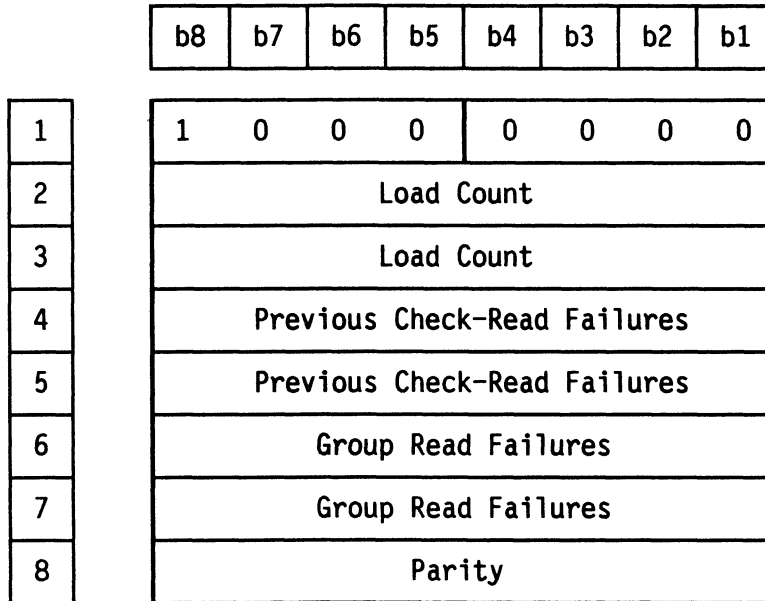 b8 b7 b6 b5 b4 b3 b2 b1
1 1 0 0 0 0 0 0 0
2 Load Count
3 Load Count
4 Previous Check-Read Failures
5 Previous Check-Read Failures
6 Group Read Failures
7 Group Read Failures
8 Parity